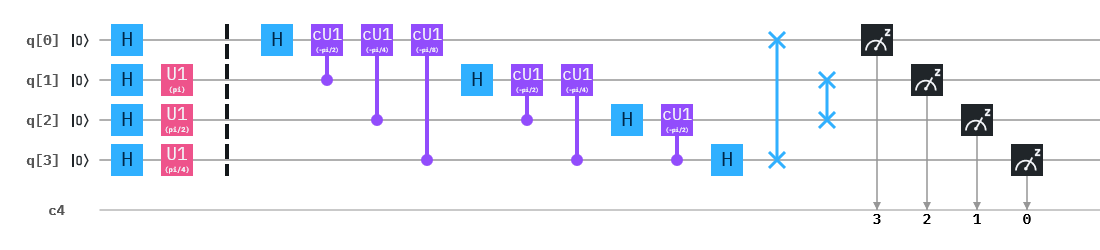 q[0] |0⟩ H H cU1 (-pi/2) cU1 (-pi/4) cU1 (-pi/8) z
q[1] |0⟩ H U1 (pi) H cU1 (-pi/2) cU1 (-pi/4) z
q[2] |0⟩ H U1 (pi/2) H cU1 (-pi/2) z
q[3] |0⟩ H U1 (pi/4) H z
c4 3 2 1 0